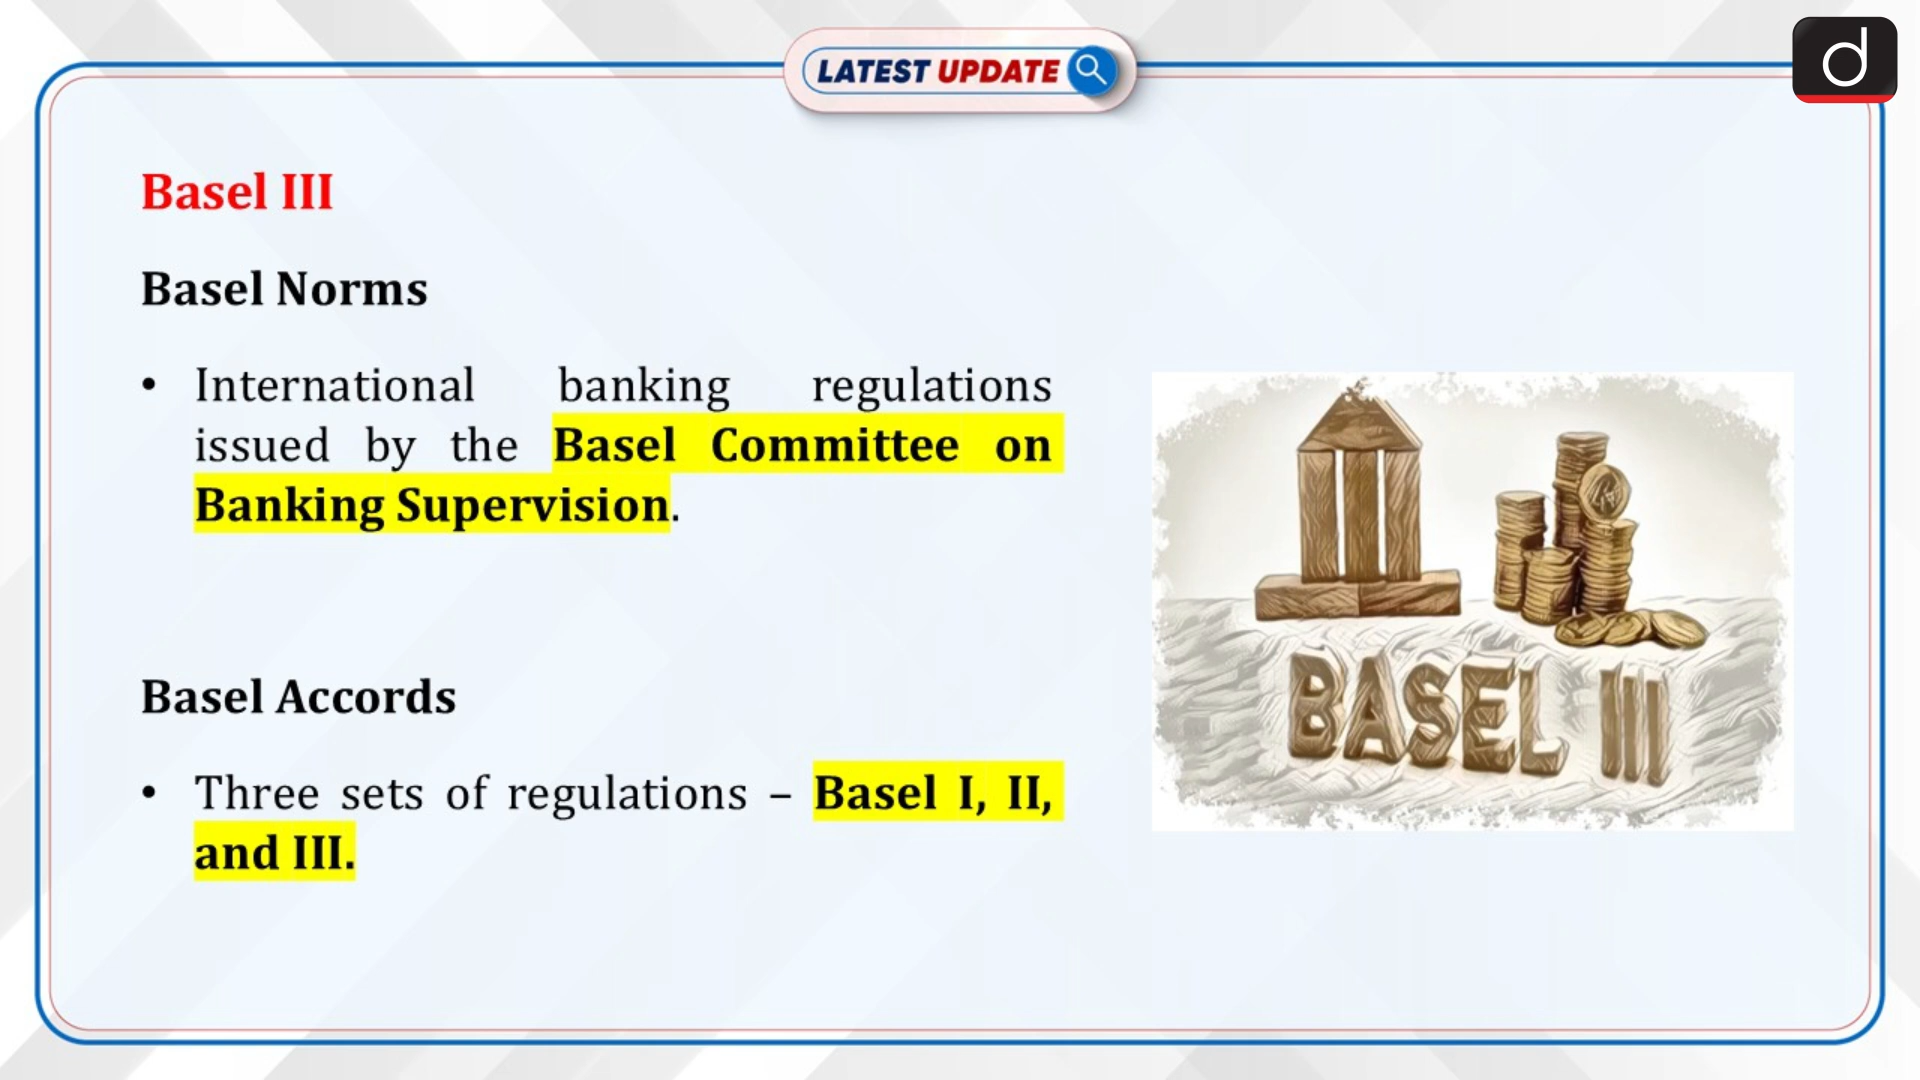 LATEST UPDATE
d
Basel III
Basel Norms
• International banking regulations
issued by the Basel Committee on
Banking Supervision.
BASEL III
Basel Accords
• Three sets of regulations – Basel I, II,
and III.